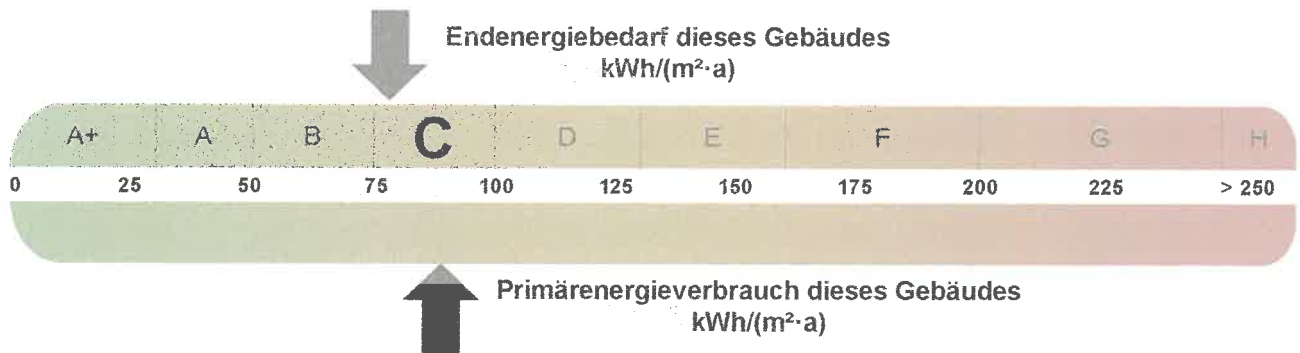 Endenergiebedarf dieses Gebäudes
kWh/(m²·a)
A+ A B C D E F G H
0 25 50 75 100 125 150 175 200 225 > 250
Primärenergieverbrauch dieses Gebäudes
kWh/(m²·a)